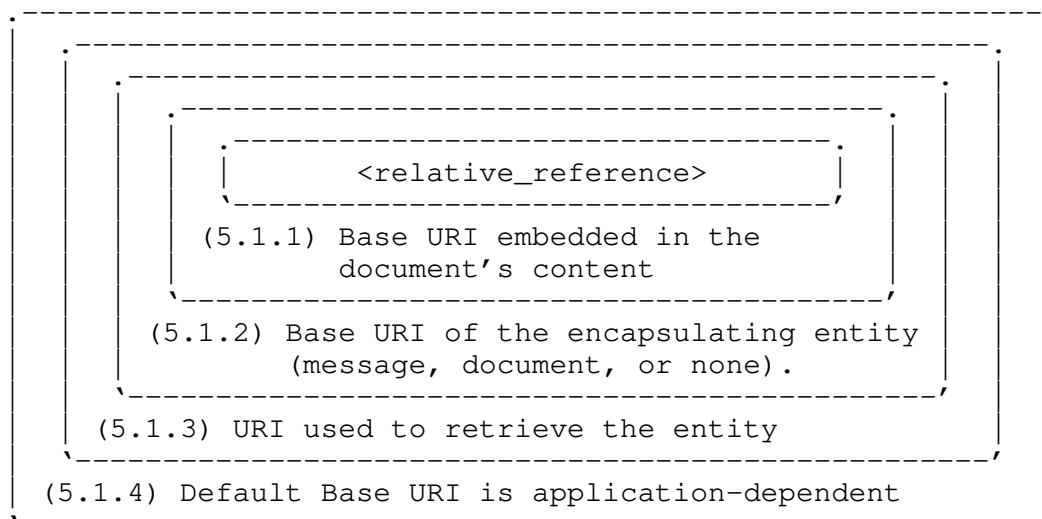 <relative_reference>
(5.1.1) Base URI embedded in the
document's content
(5.1.2) Base URI of the encapsulating entity
(message, document, or none).
(5.1.3) URI used to retrieve the entity
(5.1.4) Default Base URI is application-dependent